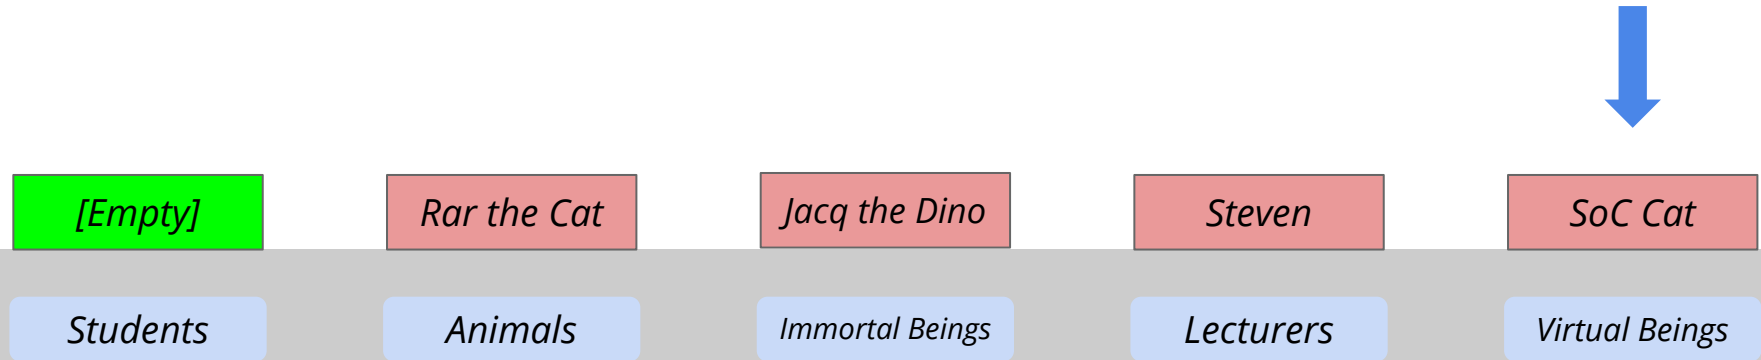 [Empty]
Rar the Cat
Jacq the Dino
Steven
SoC Cat
Students
Animals
Immortal Beings
Lecturers
Virtual Beings